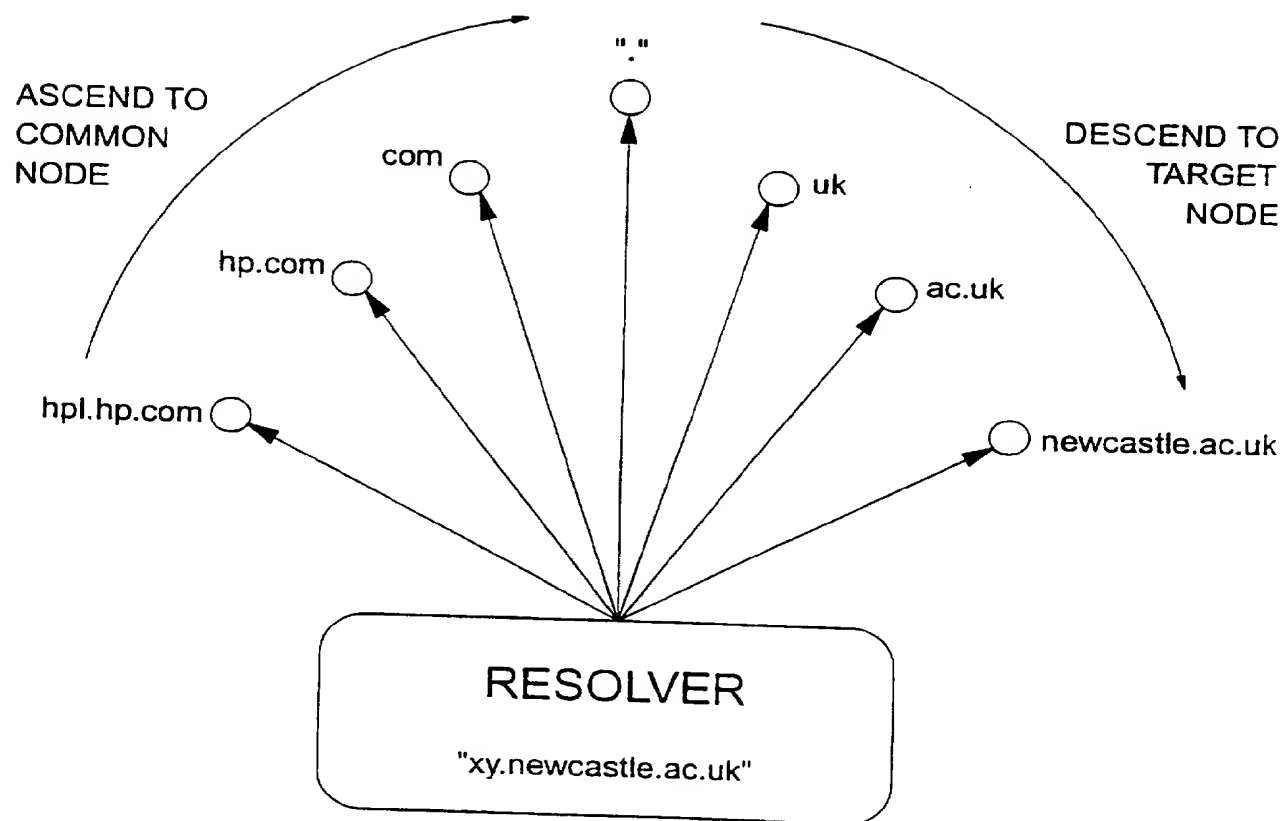 "."
ASCEND TO
COMMON
NODE
DESCEND TO
TARGET
NODE
com
uk
hp.com
ac.uk
hpl.hp.com
newcastle.ac.uk
RESOLVER
"xy.newcastle.ac.uk"